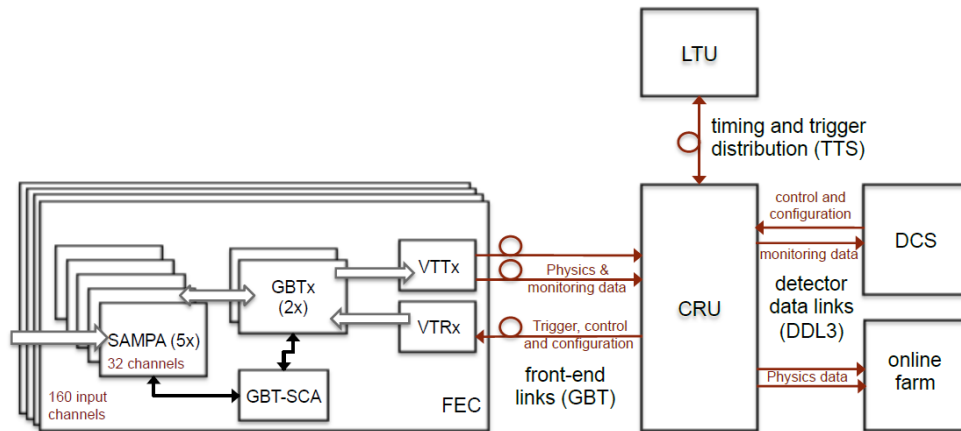 LTU
timing and trigger
distribution (TTS)
control and
configuration
DCS
monitoring data
detector
data links
(DDL3)
CRU
Physics data
online
farm
VTTx
Physics &
monitoring data
GBTx
(2x)
VTRx
Trigger, control
and configuration
SAMPA (5x)
32 channels
GBT-SCA
160 input
channels
FEC
front-end
links (GBT)